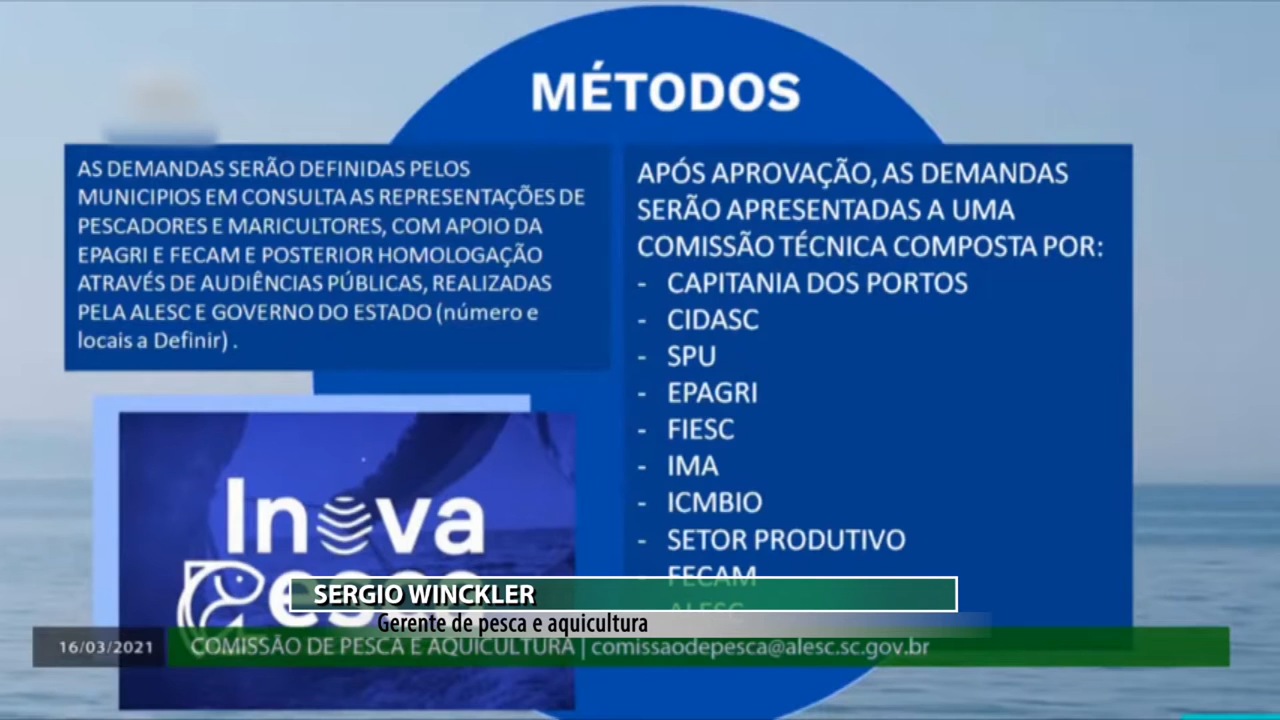 MÉTODOS
AS DEMANDAS SERÃO DEFINIDAS PELOS
MUNICIPIOS EM CONSULTA AS REPRESENTAÇÕES DE
PESCADORES E MARICULTORES, COM APOIO DA
EPAGRI E FECAM E POSTERIOR HOMOLOGAÇÃO
ATRAVÉS DE AUDIÊNCIAS PÚBLICAS, REALIZADAS
PELA ALESC E GOVERNO DO ESTADO (número e
locais a Definir) .
APÓS APROVAÇÃO, AS DEMANDAS
SERÃO APRESENTADAS A UMA
COMISSÃO TÉCNICA COMPOSTA POR:
- CAPITANIA DOS PORTOS
- CIDASC
- SPU
- EPAGRI
- FIESC
- IMA
- ICMBIO
- SETOR PRODUTIVO
- FECAM
- ALESC
Inova
Pesca
SERGIO WINCKLER
Gerente de pesca e aquicultura
16/03/2021 COMISSÃO DE PESCA E AQUICULTURA | comissaodepesca@alesc.sc.gov.br